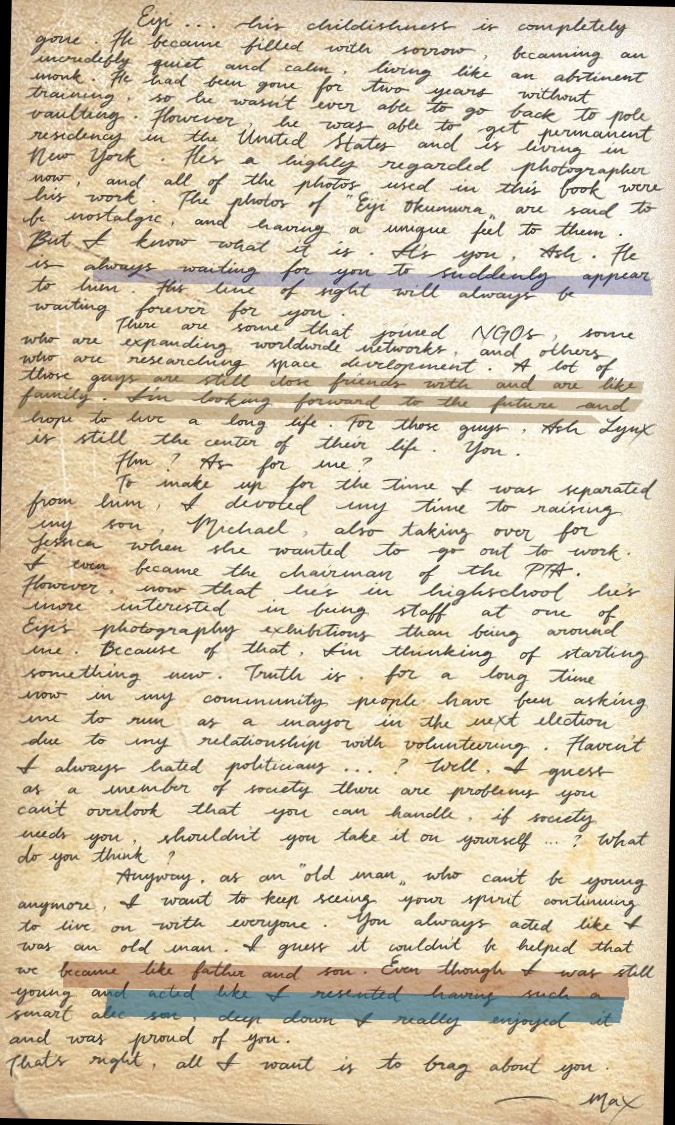 Eiji ... his childishness is completely
gone. He became filled with sorrow, becoming an
incredebly quiet and calm, living like an abstinent
monk. He had been gone for two years without
training, so he wasn't ever able to go back to pole
vaulting. However, he was able to get permanent
residency in the United States and is living in
New York. He's a highly regarded photographer
now, and all of the photos used in this book were
his work. The photos of "Eiji Okumura" are said to
be nostalgic, and having a unique feel to them.
But I know what it is. It's you, Ash. He
is always waiting for you to suddenly appear
to him. His line of sight will always be
waiting forever for you.
There are some that joined NGOs, some
who are expanding worldwide networks, and others
who are researching space development. A lot of
those guys are still close friends with and are like
family. I'm looking forward to the future and
hope to live a long life. For those guys, Ash Lynx
is still the center of their life. You.
Hm? As for me?
To make up for the time I was separated
from him, I devoted my time to raising
my son, Michael, also taking over for
Jessica when she wanted to go out to work.
I even became the chairman of the PTA.
However, now that he's in highschool he's
more interested in being staff at one of
Eiji's photography exhibitions than being around
me. Because of that, I'm thinking of starting
something new. Truth is, for a long time
now in my community people have been asking
me to run as a mayor in the next election
due to my relationship with volunteering. Haven't
I always hated politicians ... ? Well, I guess
as a member of society there are problems you
can't overlook that you can handle, if society
needs you, shouldn't you take it on yourself ... ? What
do you think?
Anyway, as an "old man" who can't be young
anymore, I want to keep seeing your spirit continuing
to live on with everyone. You always acted like I
was an old man. I guess it couldn't be helped that
we became like father and son. Even though I was still
young and acted like I resented having such a
smart alec son, deep down I really enjoyed it
and was proud of you.
That's right, all I want is to brag about you.
— Max